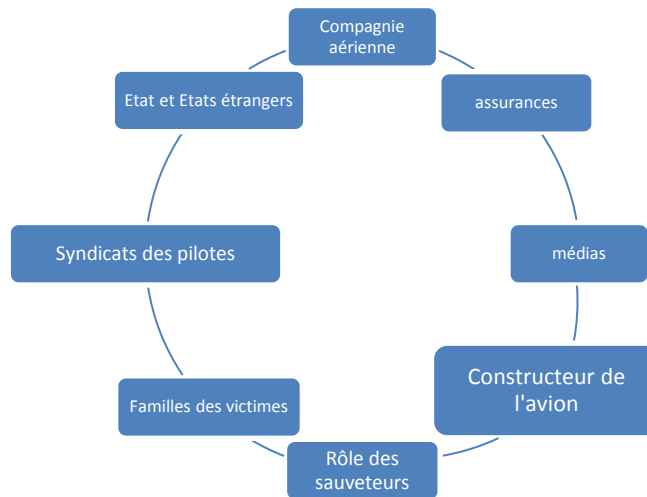 Compagnie
aérienne
Etat et Etats étrangers
assurances
Syndicats des pilotes
médias
Constructeur de
l'avion
Familles des victimes
Rôle des
sauveteurs